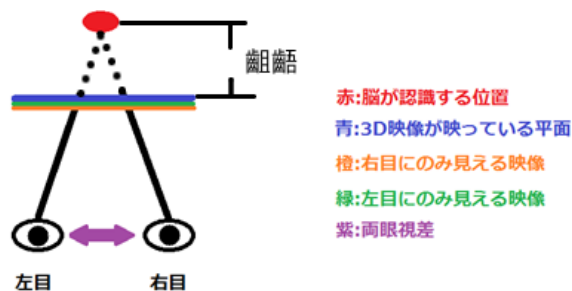 齟齬
赤:脳が認識する位置
青:3D映像が映っている平面
橙:右目にのみ見える映像
緑:左目にのみ見える映像
紫:両眼視差
左目
右目